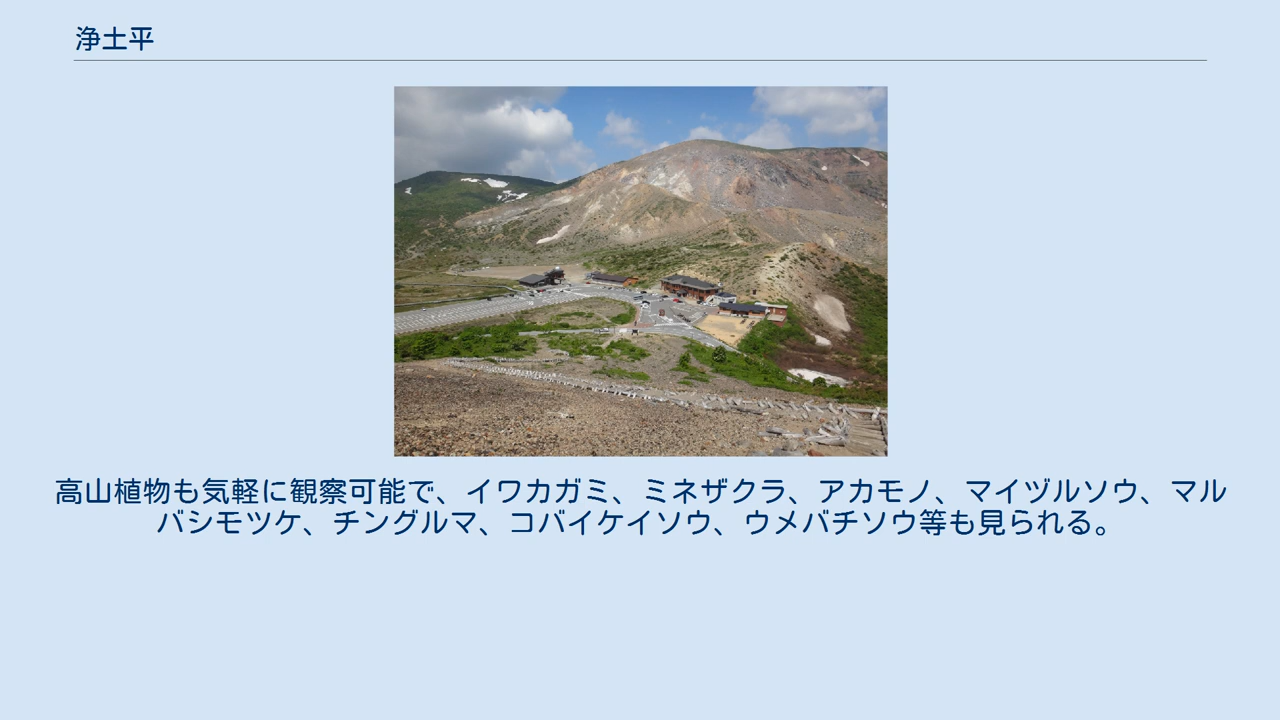 浄土平
高山植物も気軽に観察可能で、イワカガミ、ミネザクラ、アカモノ、マイヅルソウ、マル
バシモツケ、チングルマ、コバイケイソウ、ウメバチソウ等も見られる。